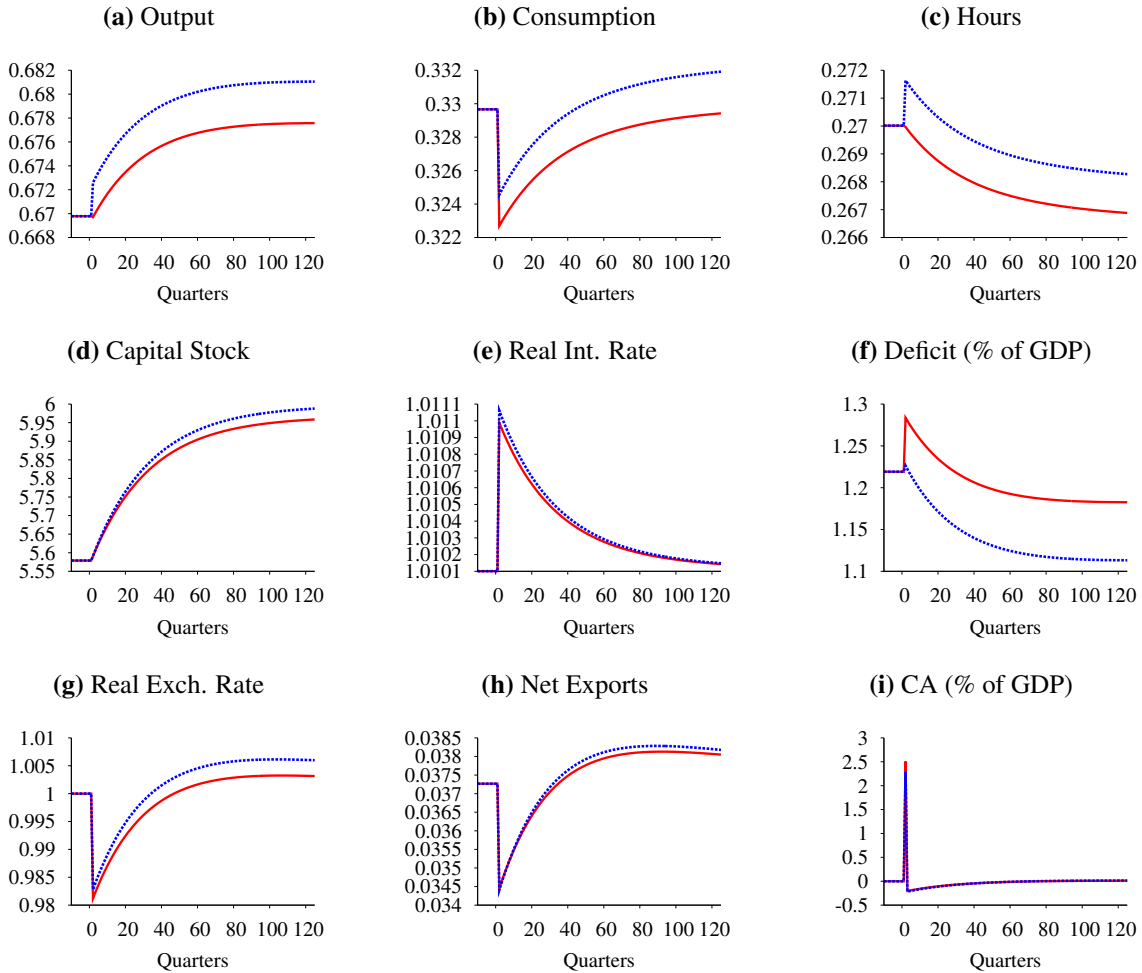 (a) Output
(b) Consumption
(c) Hours
0.682
0.68
0.678
0.676
0.674
0.672
0.67
0.668
0 20 40 60 80 100 120
Quarters
0.332
0.33
0.328
0.326
0.324
0.322
0 20 40 60 80 100 120
Quarters
0.272
0.271
0.27
0.269
0.268
0.267
0.266
0 20 40 60 80 100 120
Quarters
(d) Capital Stock
(e) Real Int. Rate
(f) Deficit (% of GDP)
6
5.95
5.9
5.85
5.8
5.75
5.7
5.65
5.6
5.55
0 20 40 60 80 100 120
Quarters
1.0111
1.011
1.0109
1.0108
1.0107
1.0106
1.0105
1.0104
1.0103
1.0102
1.0101
0 20 40 60 80 100 120
Quarters
1.3
1.25
1.2
1.15
1.1
0 20 40 60 80 100 120
Quarters
(g) Real Exch. Rate
(h) Net Exports
(i) CA (% of GDP)
1.01
1.005
1
0.995
0.99
0.985
0.98
0 20 40 60 80 100 120
Quarters
0.0385
0.038
0.0375
0.037
0.0365
0.036
0.0355
0.035
0.0345
0.034
0 20 40 60 80 100 120
Quarters
3
2.5
2
1.5
1
0.5
0
-0.5
0 20 40 60 80 100 120
Quarters